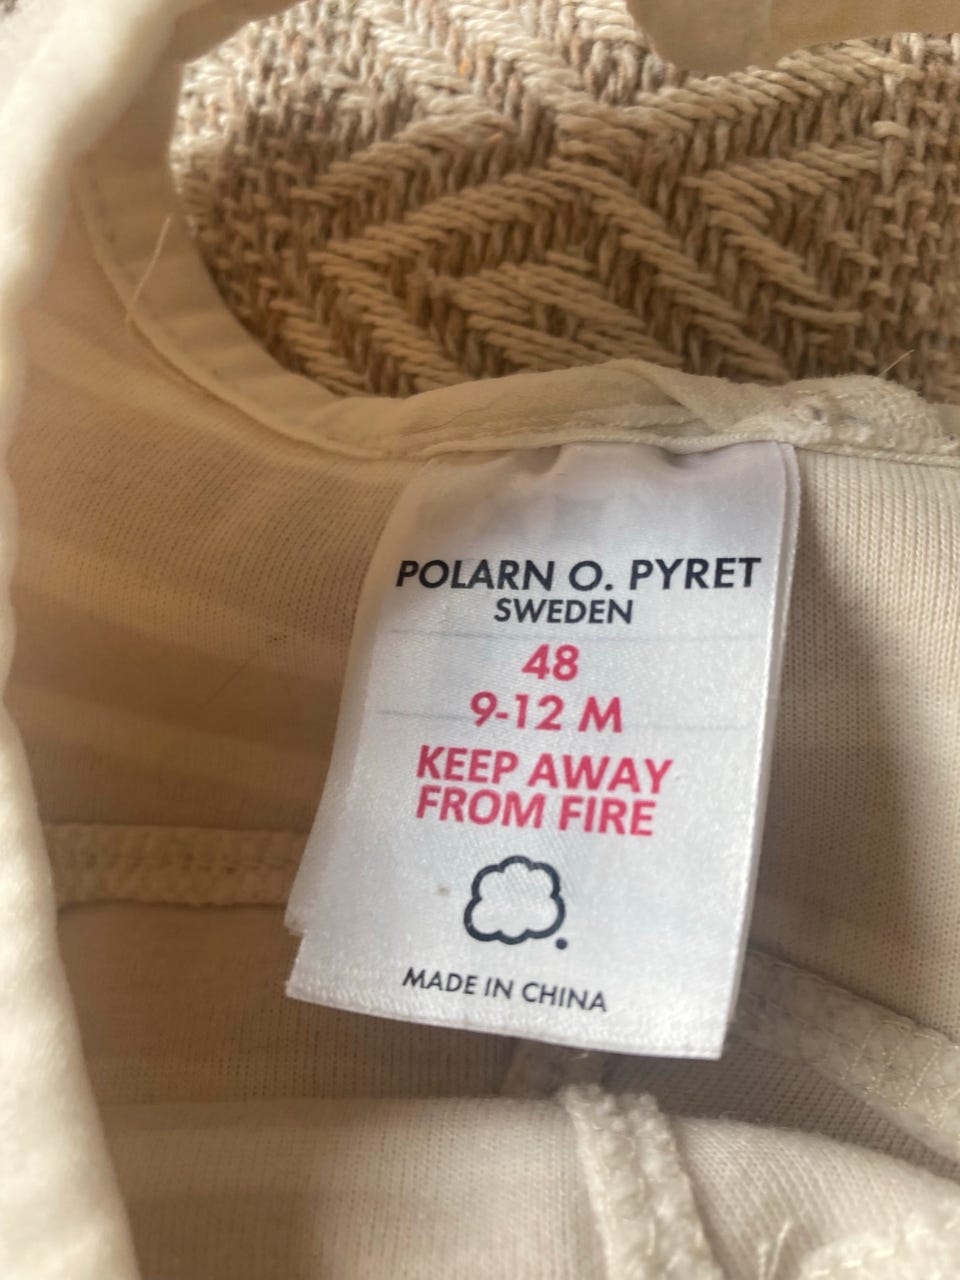 POLARN O. PYRET
SWEDEN
48
9-12 M
KEEP AWAY
FROM FIRE
MADE IN CHINA